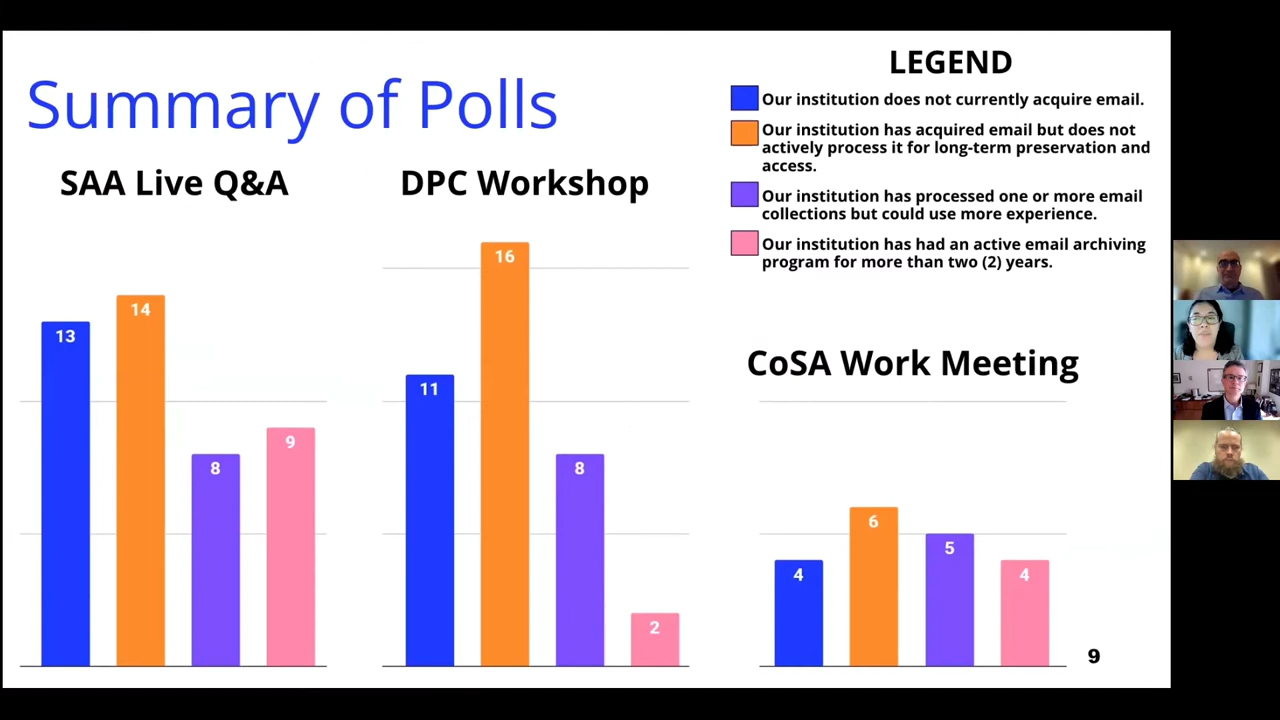 Summary of Polls
SAA Live Q&A
13
14
8
9
DPC Workshop
11
16
8
2
LEGEND
Our institution does not currently acquire email.
Our institution has acquired email but does not
actively process it for long-term preservation and
access.
Our institution has processed one or more email
collections but could use more experience.
Our institution has had an active email archiving
program for more than two (2) years.
CoSA Work Meeting
4
6
5
4
9